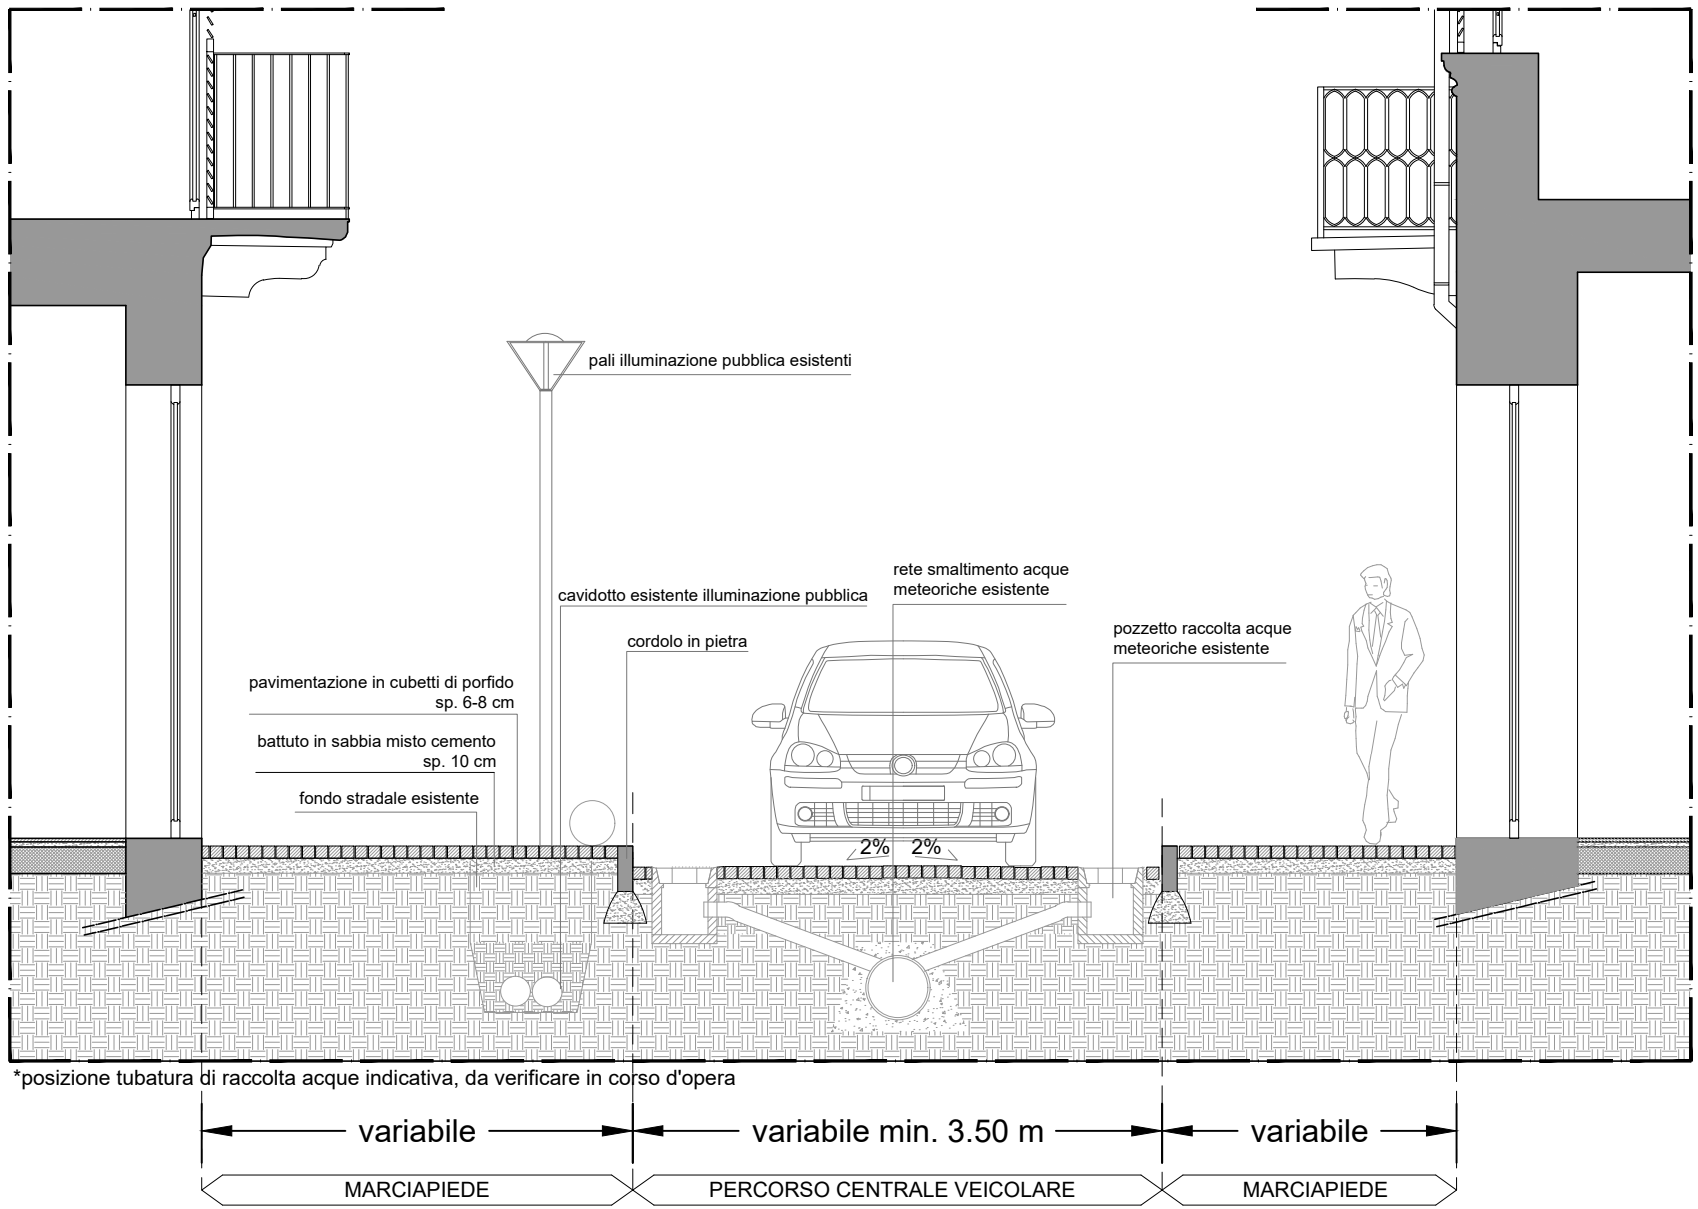 pali illuminazione pubblica esistenti
rete smaltimento acque
meteoriche esistente
cavidotto esistente illuminazione pubblica
pozzetto raccolta acque
meteoriche esistente
cordolo in pietra
pavimentazione in cubetti di porfido
sp. 6-8 cm
battuto in sabbia misto cemento
sp. 10 cm
fondo stradale esistente
2% 2%
*posizione tubatura di raccolta acque indicativa, da verificare in corso d'opera
variabile
variabile min. 3.50 m
variabile
MARCIAPIEDE
PERCORSO CENTRALE VEICOLARE
MARCIAPIEDE